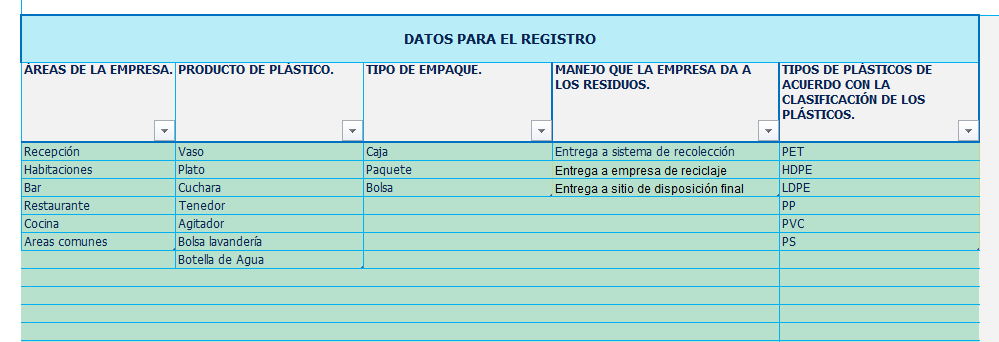 DATOS PARA EL REGISTRO
ÁREAS DE LA EMPRESA. PRODUCTO DE PLÁSTICO. TIPO DE EMPAQUE. MANEJO QUE LA EMPRESA DA A TIPOS DE PLÁSTICOS DE
LOS RESIDUOS. ACUERDO CON LA
CLASIFICACIÓN DE LOS
PLÁSTICOS.
Recepción Vaso Caja Entrega a sistema de recolección PET
Habitaciones Plato Paquete Entrega a empresa de reciclaje HDPE
Bar Cuchara Bolsa Entrega a sitio de disposición final LDPE
Restaurante Tenedor PP
Cocina Agitador PVC
Areas comunes Bolsa lavandería PS
Botella de Agua